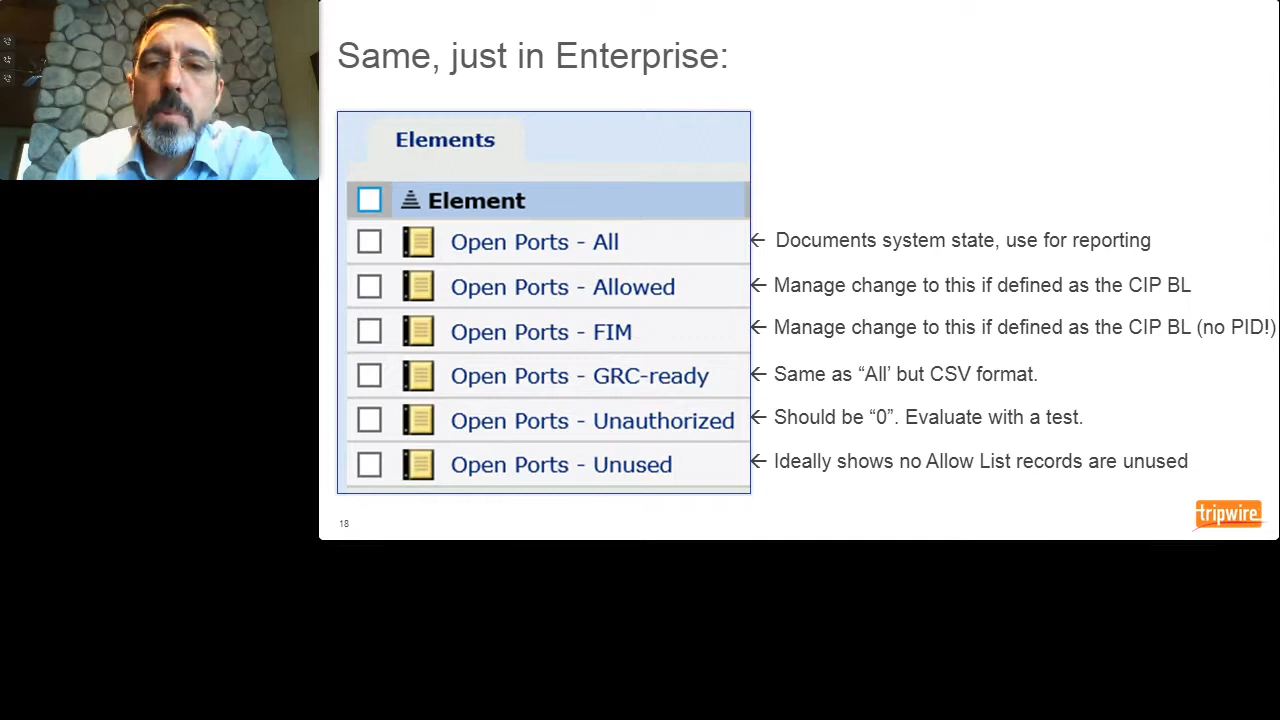 Same, just in Enterprise:
Elements
Element
Open Ports - All ← Documents system state, use for reporting
Open Ports - Allowed ← Manage change to this if defined as the CIP BL
Open Ports - FIM ← Manage change to this if defined as the CIP BL (no PID!)
Open Ports - GRC-ready ← Same as “All’ but CSV format.
Open Ports - Unauthorized ← Should be “0”. Evaluate with a test.
Open Ports - Unused ← Ideally shows no Allow List records are unused
18
tripwire